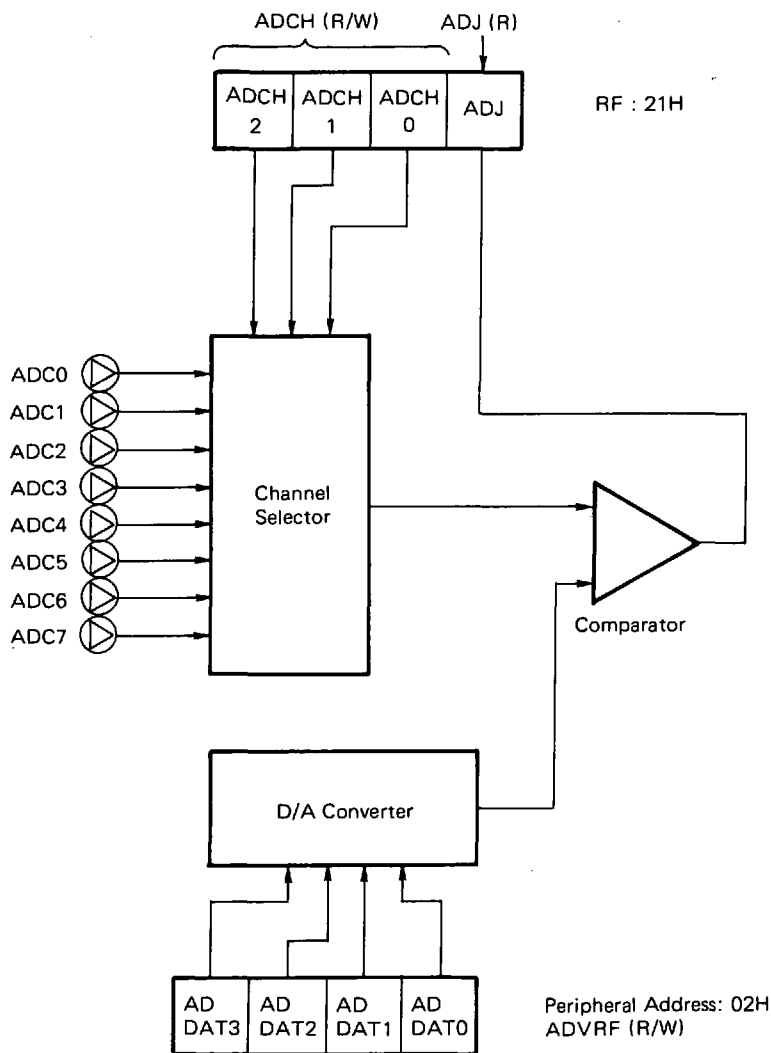 ADCH (R/W)
ADJ (R)
ADCH
2
ADCH
1
ADCH
0
ADJ
RF : 21H
ADC0
ADC1
ADC2
ADC3
ADC4
ADC5
ADC6
ADC7
Channel
Selector
Comparator
D/A Converter
AD
DAT3
AD
DAT2
AD
DAT1
AD
DAT0
Peripheral Address: 02H
ADVRF (R/W)